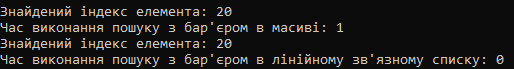 Знайдений індекс елемента: 20
Час виконання пошуку з бар'єром в масиві: 1
Знайдений індекс елемента: 20
Час виконання пошуку з бар'єром в лінійному зв'язному списку: 0